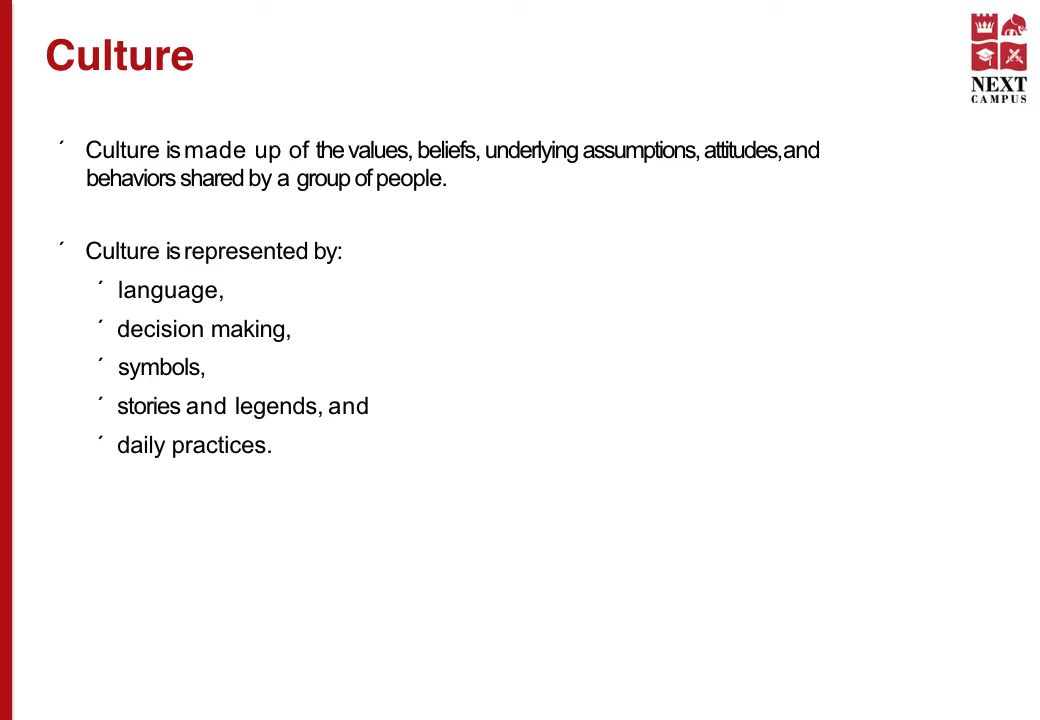 Culture
NEXT
CAMPUS
´ Culture is made up of the values, beliefs, underlying assumptions, attitudes, and
behaviors shared by a group of people.
´ Culture is represented by:
´ language,
´ decision making,
´ symbols,
´ stories and legends, and
´ daily practices.